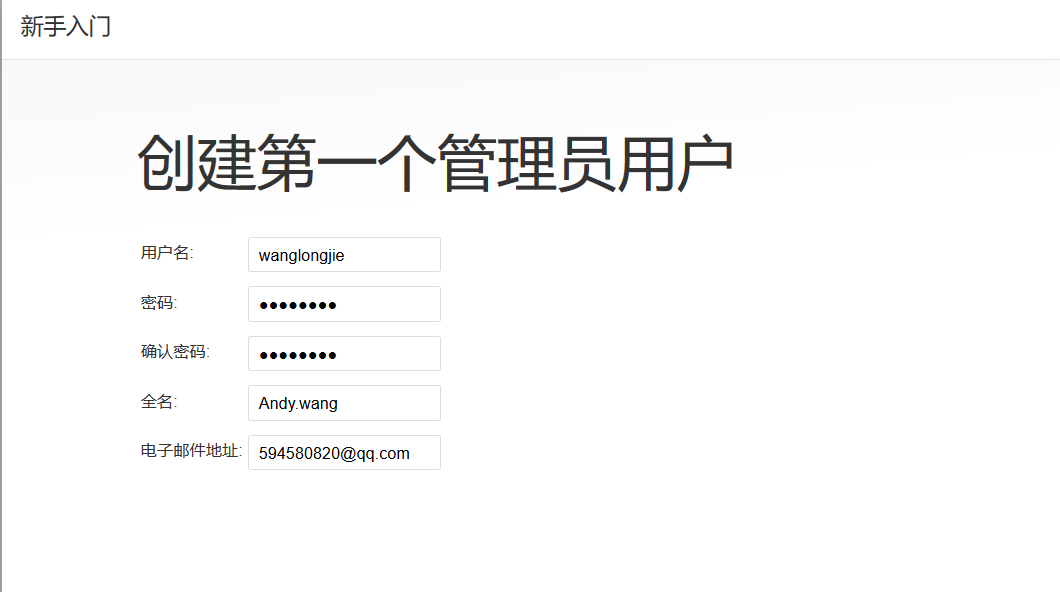 新手入门
创建第一个管理员用户
用户名: wanglongjie
密码: ••••••••
确认密码: ••••••••
全名: Andy.wang
电子邮件地址: 594580820@qq.com